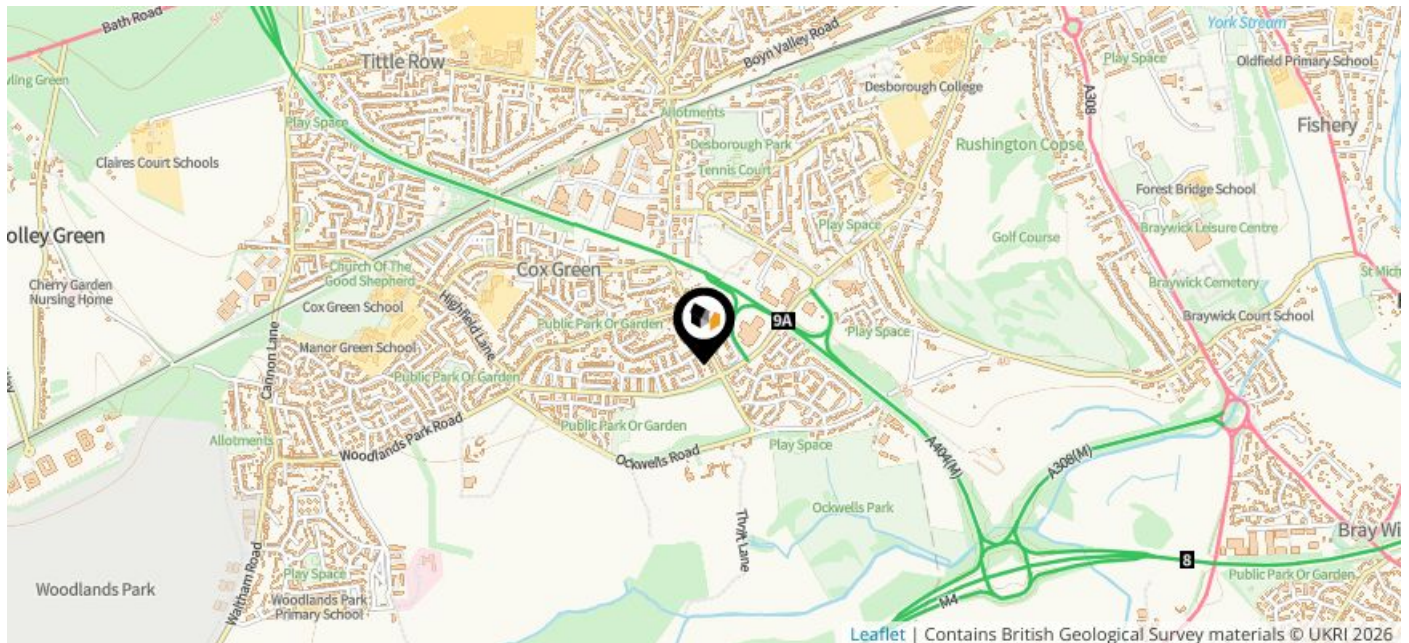 Bath Road
York Stream
Tittle Row
Boyn Valley Road
Play Space
Oldfield Primary School
wling Green
Desborough College
A308
Allotments
Play Space
Fishery
Claires Court Schools
Desborough Park
Rushington Copse
Tennis Court
Forest Bridge School
Play Space
olley Green
Golf Course
Braywick Leisure Centre
Church Of The
Good Shepherd
Cox Green
St Mich
Cherry Garden
Nursing Home
Braywick Cemetery
Cox Green School
Highfield Lane
Public Park Or Garden
9A
Play Space
Braywick Court School
Manor Green School
Cannon Lane
Public Park Or Garden
Allotments
Woodlands Park Road
Public Park Or Garden
Ockwells Road
Play Space
A404(M)
A308(M)
Ockwells Park
Thrift Lane
Bray Wi
Waltham Road
8
Play Space
Public Park Or Garden
Woodlands Park
Woodlands Park
Primary School
M4
Leaflet | Contains British Geological Survey materials © UKRI 2026